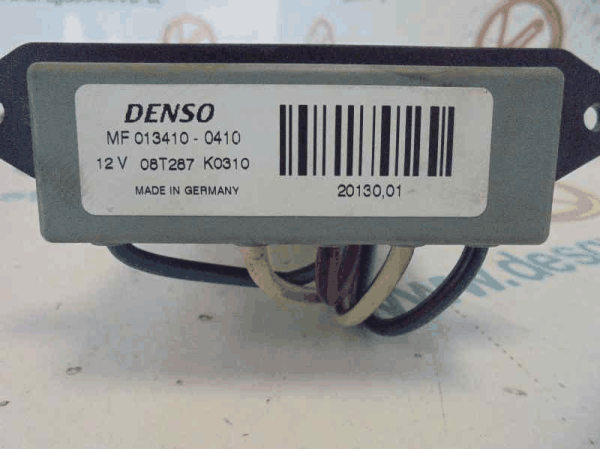 DENSO
MF 013410 - 0410
12 V 08T287 K0310
MADE IN GERMANY
20130,01